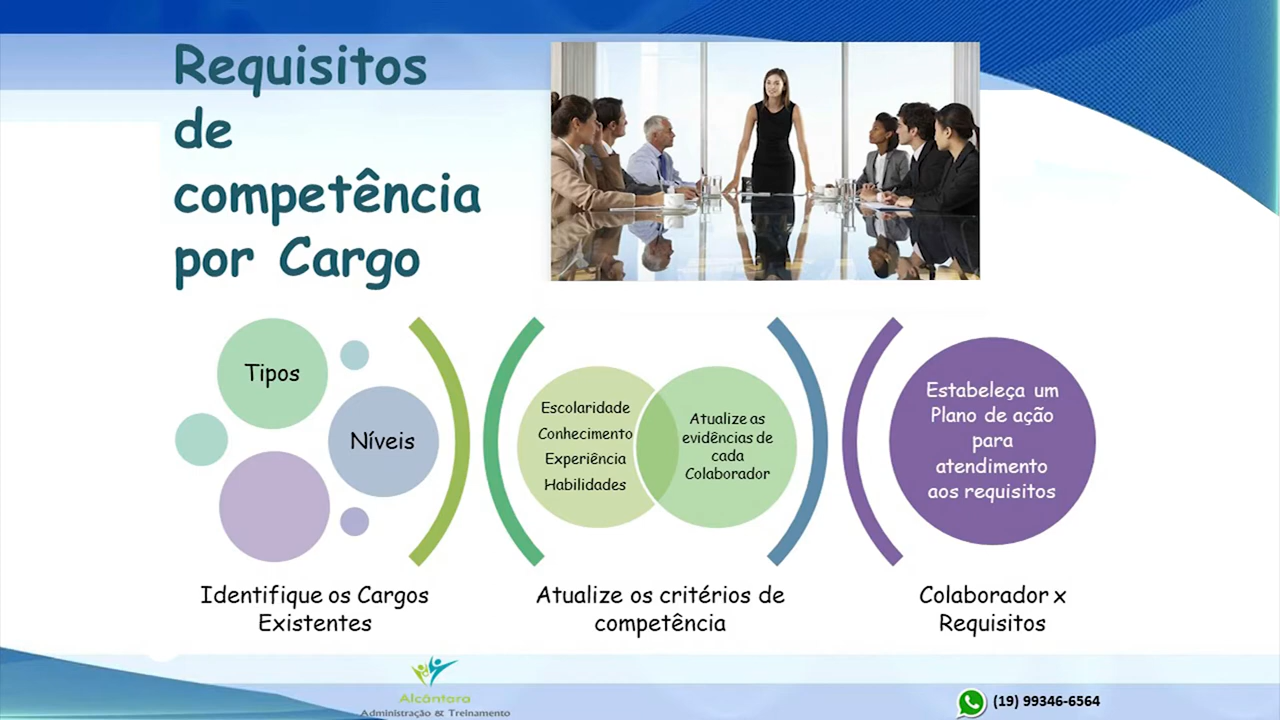 Requisitos
de
competência
por Cargo
Tipos
Níveis
Identifique os Cargos
Existentes
Escolaridade
Conhecimento
Experiência
Habilidades
Atualize as
evidências de
cada
Colaborador
Atualize os critérios de
competência
Estabeleça um
Plano de ação
para
atendimento
aos requisitos
Colaborador x
Requisitos
Alcântara
Administração & Treinamento
(19) 99346-6564